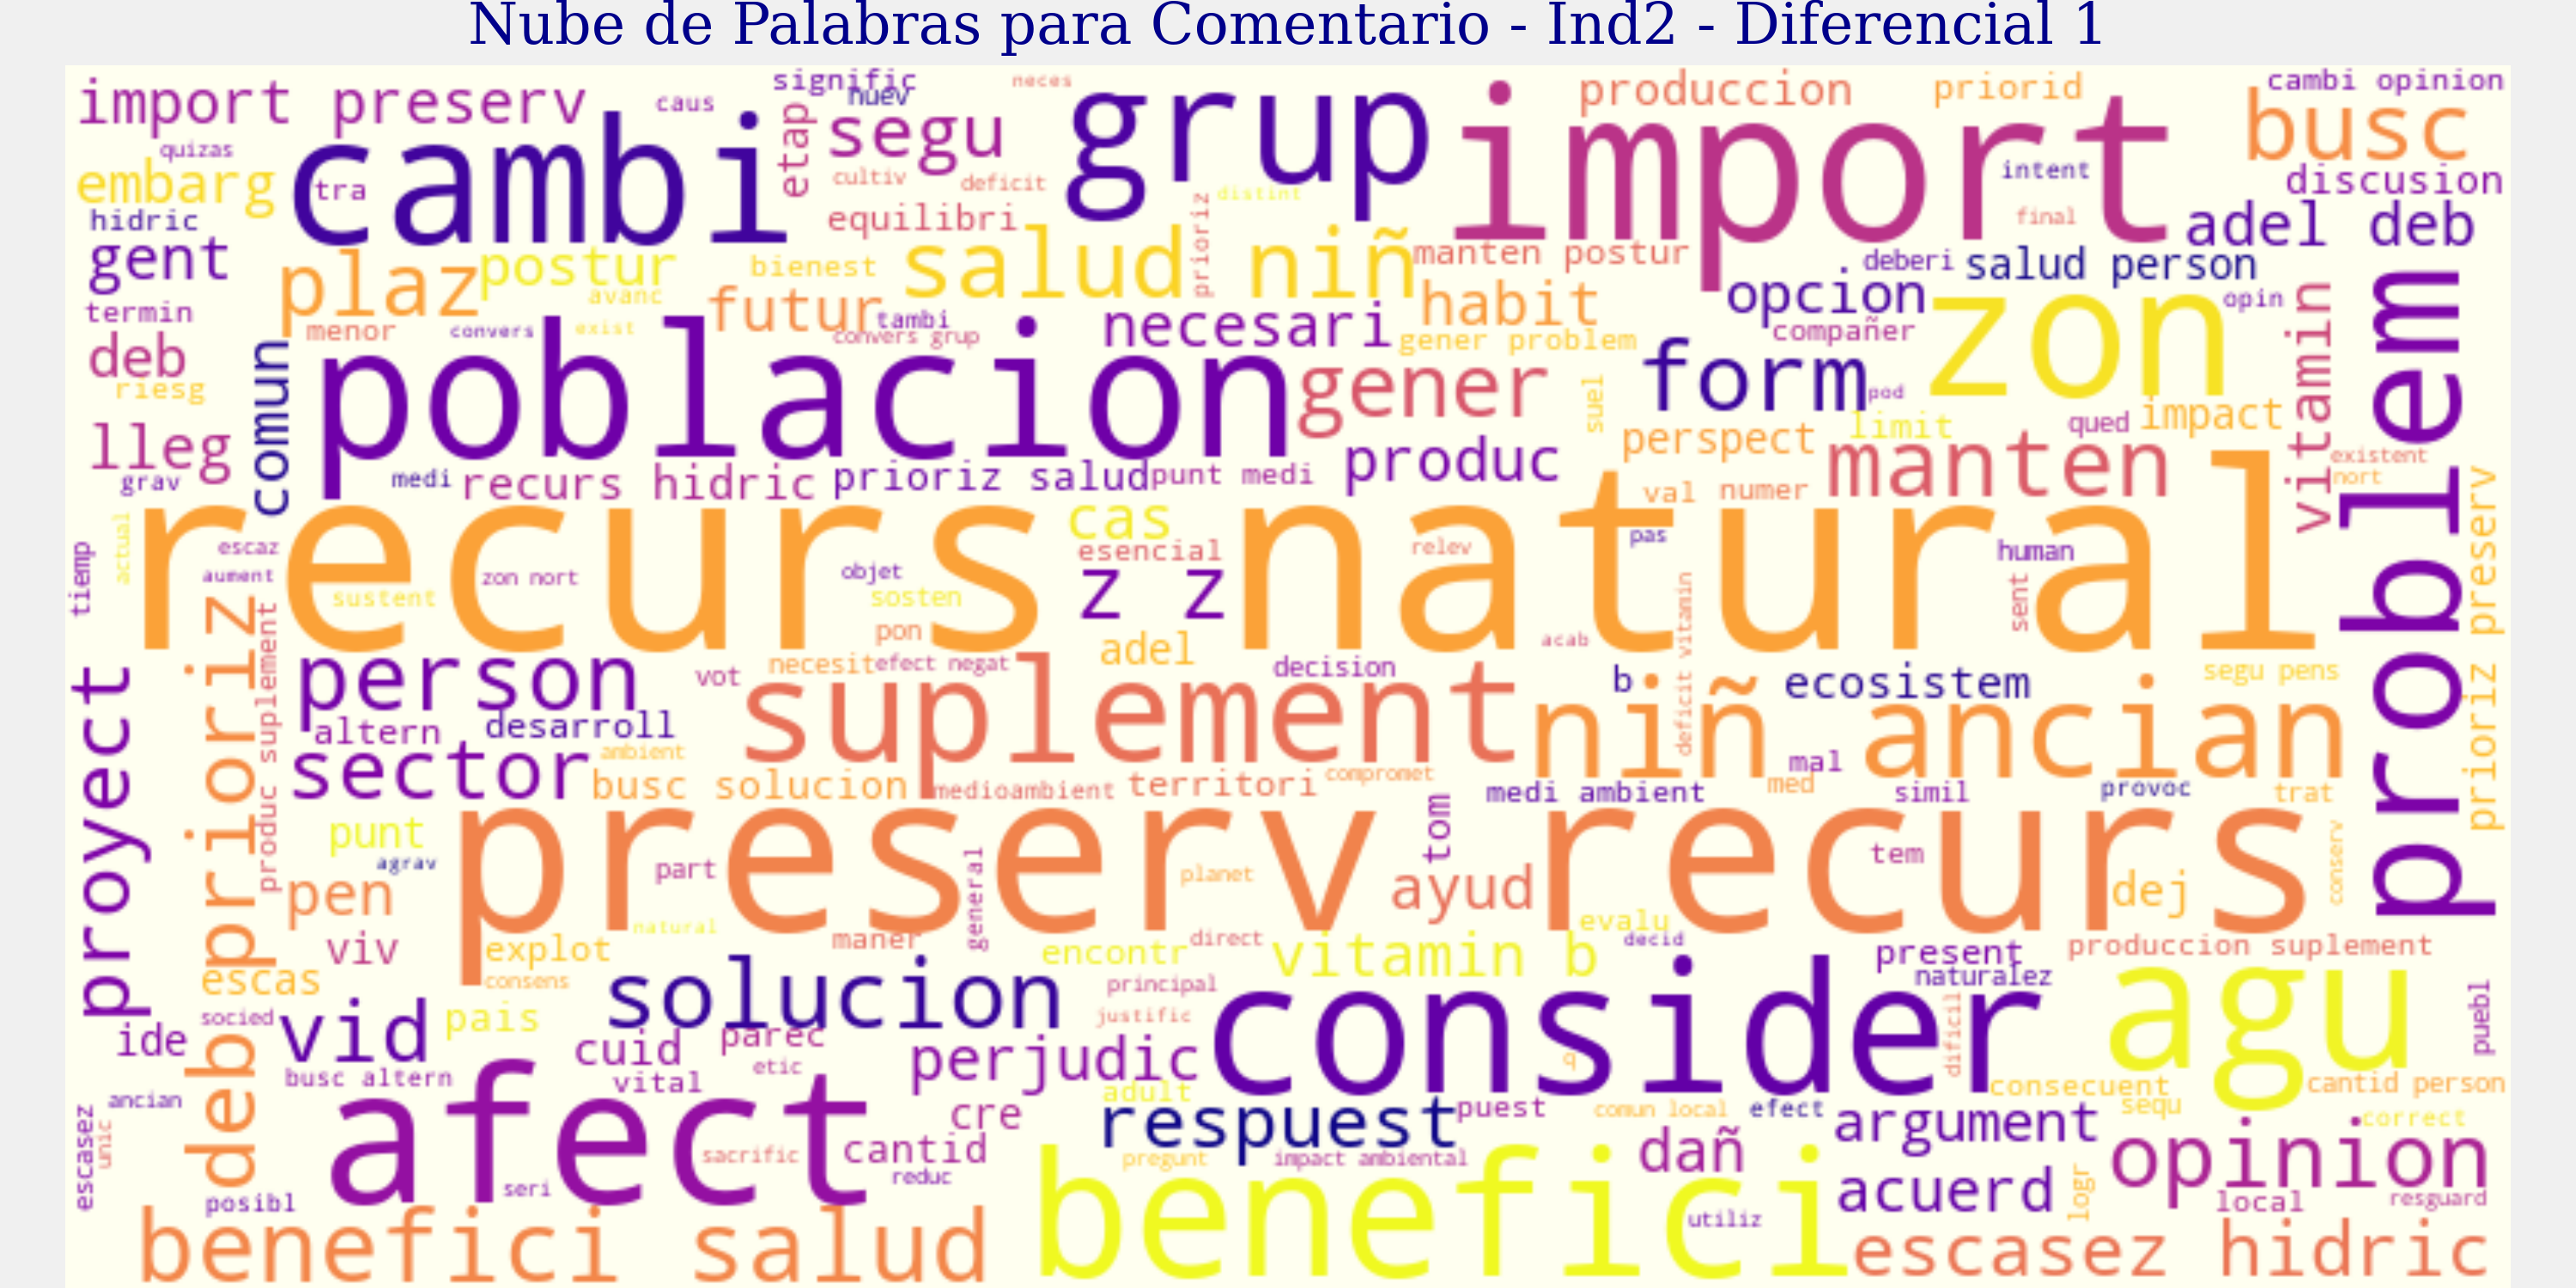 Nube de Palabras para Comentario - Ind2 - Diferencial 1
import preserv
caus
signific
nuev
neces
produccion
priorid
cambi opinion
quizas
cambi
etap
segu
grup
import
busc
embarg
tra
cultiv
deficit
distint
intent
discusion
hidric
equilibri
prioriz
final
adel deb
gent
plaz
postur
bienest
salud niñ
manten postur
deberi
salud person
avanc
futur
habit
opcion
zon
opin
vitamin
problem
termin
menor
convers
exist
tambi
convers grup
necesari
gener problem
compañer
deb
riesg
comun
poblacion
gener
suel
form
pod
limit
qued
impact
lleg
produc
perspect
manten
existent
nort
grav
medi
recurs hidric
prioriz salud
punt medi
val
numer
prioriz preserv
recurs natural
cas
pas
tiemp
actual
escaz
aument
zon nort
objet
esencial
relev
human
sustent
sosten
z z
sent
deb prioriz
produc suplement
pon
adel
acab
deficit vitamin
proyect
person
vot
necesit
efect negat
decision
b
ecosistem
segu pens
altern
desarroll
suplement
niñ ancian
sector
ambient
mal
busc solucion
medioambient
territori
compromet
medi ambient
med
simil
provoc
trat
punt
preserv
tom
recurs
agrav
part
general
planet
tem
conserv
pen
ayud
dej
natural
evalu
viv
explot
maner
encontr
direct
vitamin b
decid
present
produccion suplement
escas
consens
solucion
principal
naturalez
agu
puebl
socied
vid
pais
justific
consider
dificil
ide
cuid
parec
perjudic
q
busc altern
vital
etic
adult
consecuent
cantid person
escasez
unic
ancian
afect
cre
respuest
puest
comun local
efect
argument
sequ
correct
sacrific
cantid
pregunt
impact ambiental
dañ
opinion
posibl
seri
reduc
benefici
acuerd
logr
local
resguard
utiliz
benefici salud
escasez hidric